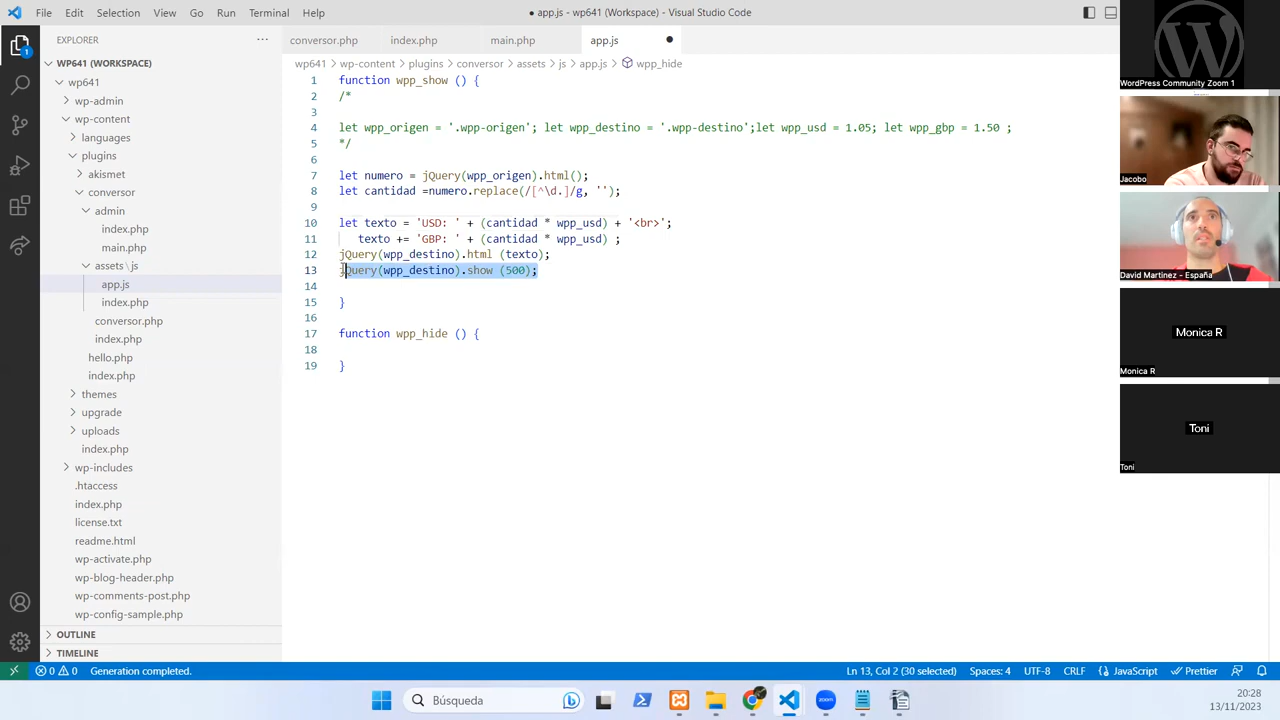 File Edit Selection View Go Run Terminal Help
● app.js - wp641 (Workspace) - Visual Studio Code
EXPLORER
WP641 (WORKSPACE)
wp641
wp-admin
wp-content
languages
plugins
akismet
conversor
admin
index.php
main.php
assets \ js
app.js
index.php
conversor.php
index.php
hello.php
index.php
themes
upgrade
uploads
index.php
wp-includes
.htaccess
index.php
license.txt
readme.html
wp-activate.php
wp-blog-header.php
wp-comments-post.php
wp-config-sample.php
OUTLINE
TIMELINE
1
conversor.php index.php main.php app.js ●
wp641 > wp-content > plugins > conversor > assets > js > app.js > wpp_hide
1 function wpp_show () {
2 /*
3
4 let wpp_origen = '.wpp-origen'; let wpp_destino = '.wpp-destino';let wpp_usd = 1.05; let wpp_gbp = 1.50 ;
5 */
6
7 let numero = jQuery(wpp_origen).html();
8 let cantidad =numero.replace(/[^\d.]/g, '');
9
10 let texto = 'USD: ' + (cantidad * wpp_usd) + '<br>';
11 texto += 'GBP: ' + (cantidad * wpp_usd) ;
12 jQuery(wpp_destino).html (texto);
13 jQuery(wpp_destino).show (500);
14
15 }
16
17 function wpp_hide () {
18
19 }
WordPress Community Zoom 1
Jacobo
David Martínez - España
Monica R
Monica R
Toni
Toni
0 0 Generation completed.
Ln 13, Col 2 (30 selected) Spaces: 4 UTF-8 CRLF JavaScript Prettier
Búsqueda
zoom
20:28
13/11/2023